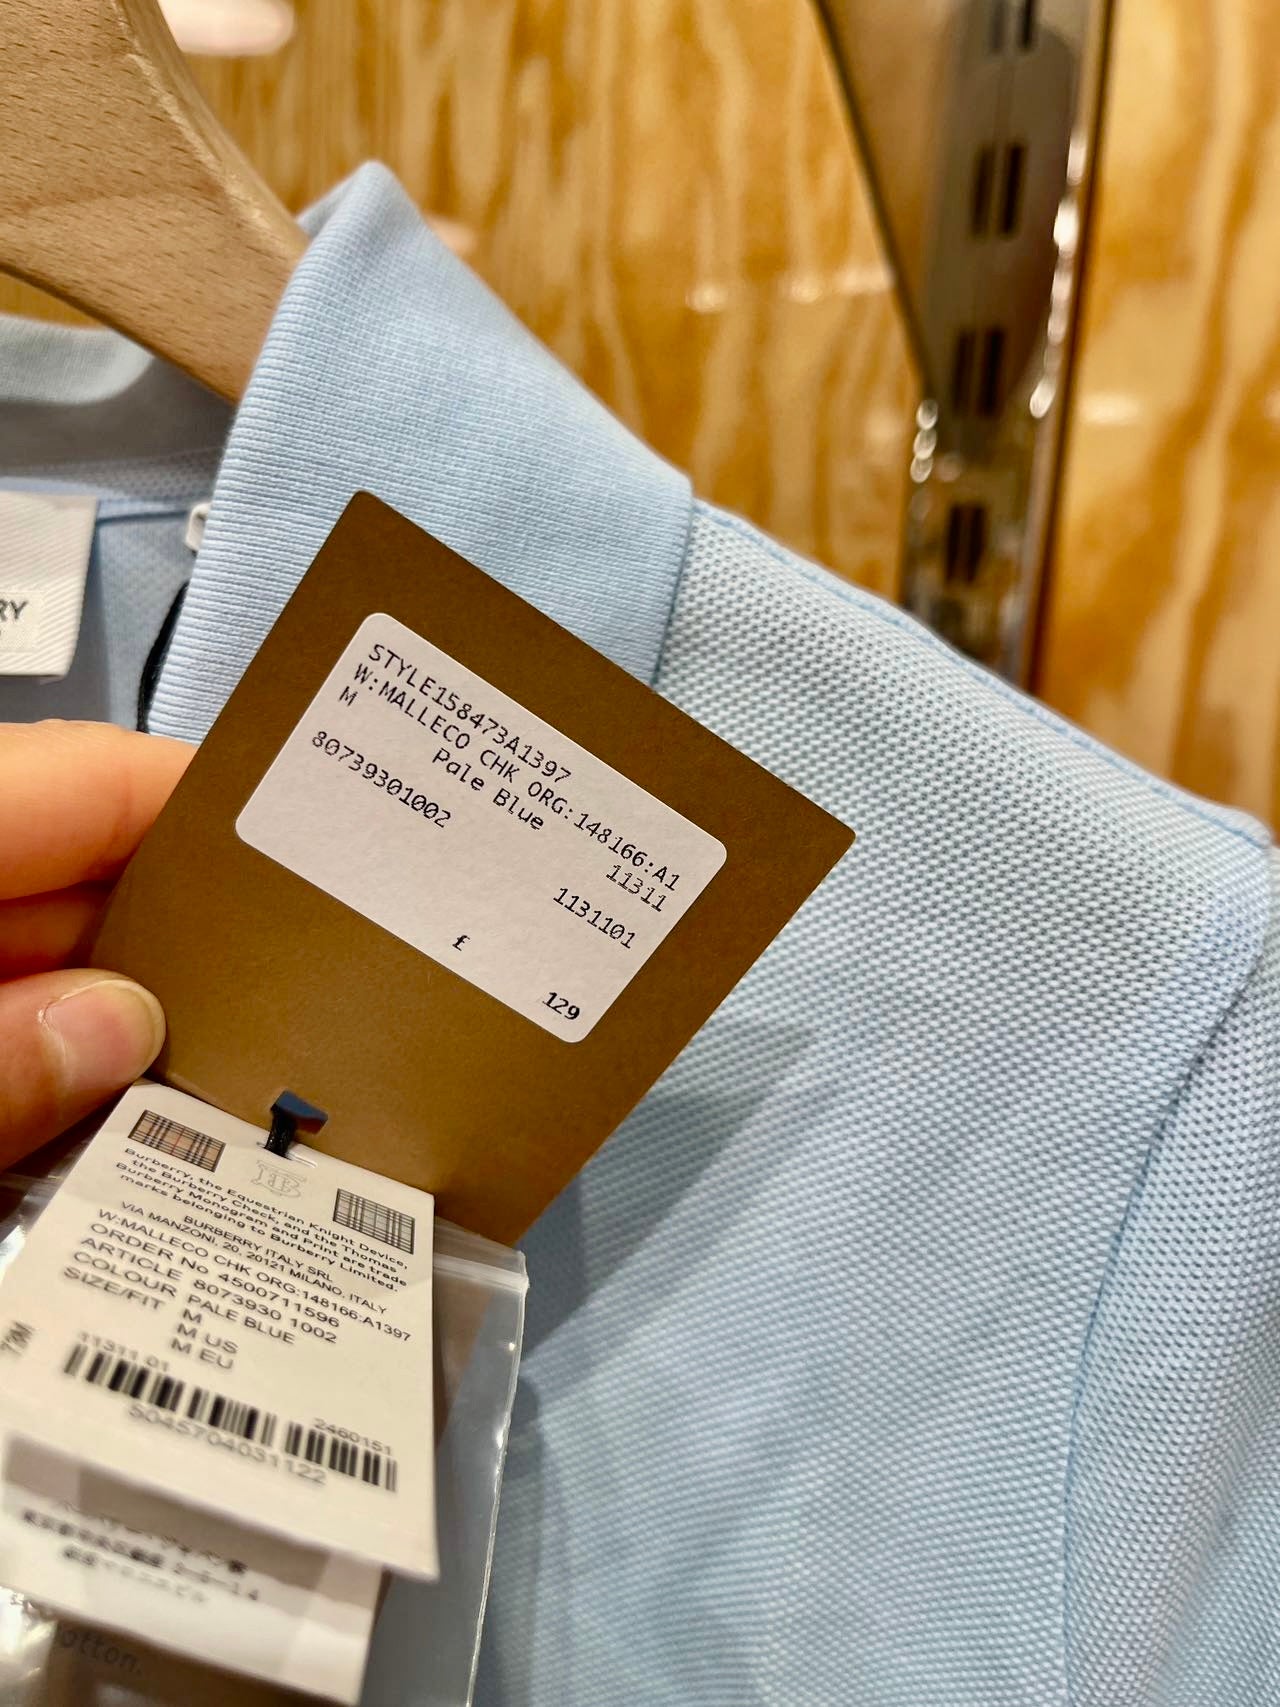 RY
STYLE158473A1397
W:MALLECO CHK ORG:148166:A1
M Pale Blue 11311
80739301002 1131101
£ 129
Burberry, the Equestrian Knight Device,
the Burberry Check, and the Thomas
Burberry Monogram and Print are trade
marks belonging to Burberry Limited.
BURBERRY ITALY SRL
VIA MANZONI, 20, 20121 MILANO, ITALY
W:MALLECO CHK ORG:148166:A1397
ORDER No 4500711596
ARTICLE 8073930 1002
COLOUR PALE BLUE
SIZE/FIT M
M US
M EU
11311 01
2460151
5045704031122
cotton.